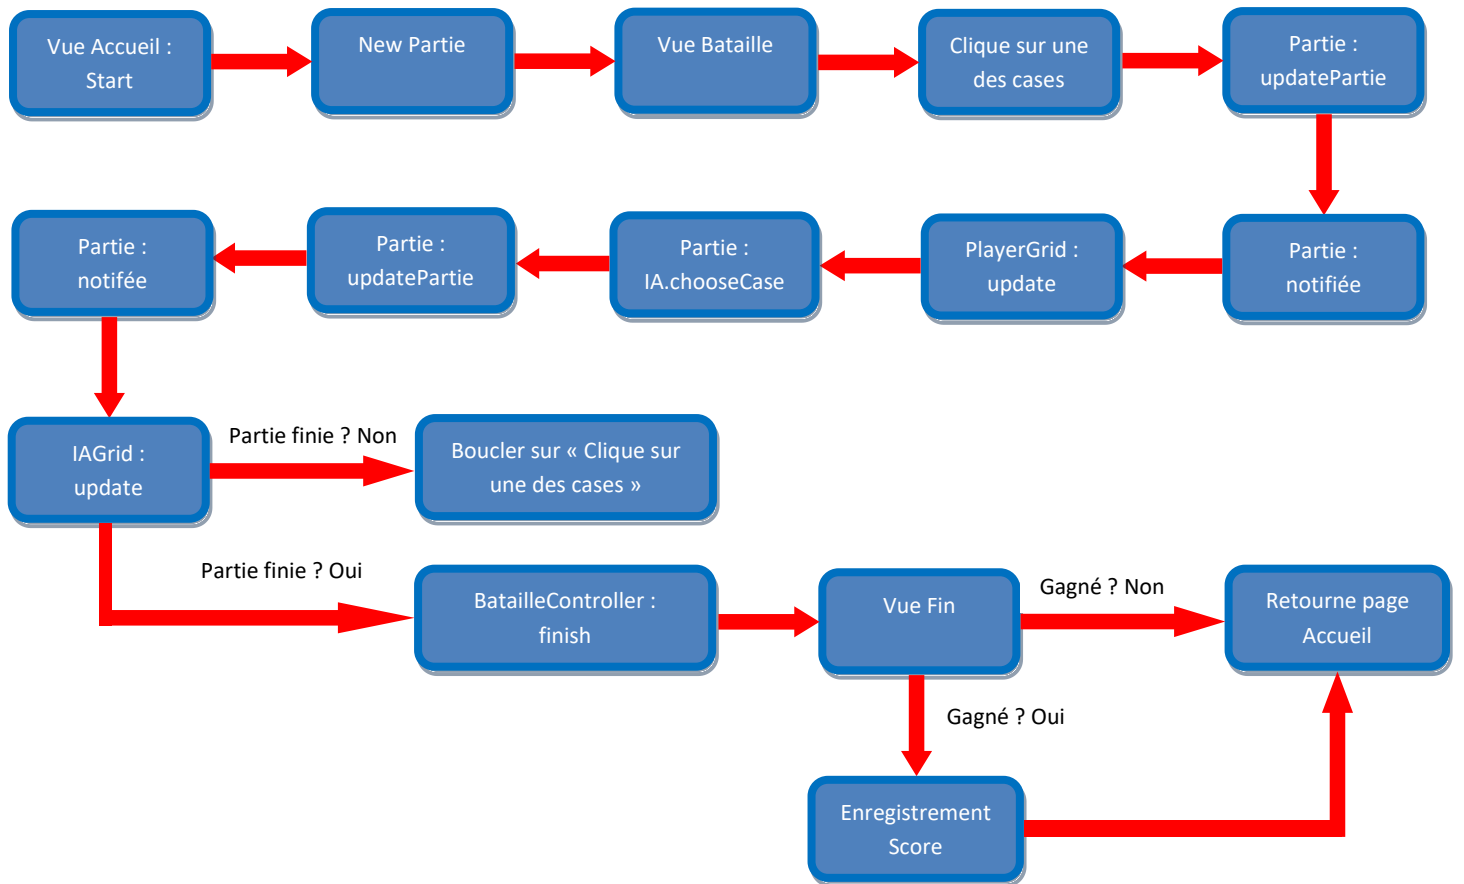 Vue Accueil :
Start
New Partie
Vue Bataille
Clique sur une
des cases
Partie :
updatePartie
Partie :
notifée
Partie :
updatePartie
Partie :
IA.chooseCase
PlayerGrid :
update
Partie :
notifiée
IAGrid :
update
Partie finie ? Non
Boucler sur « Clique sur
une des cases »
Partie finie ? Oui
BatailleController :
finish
Vue Fin
Gagné ? Non
Retourne page
Accueil
Gagné ? Oui
Enregistrement
Score